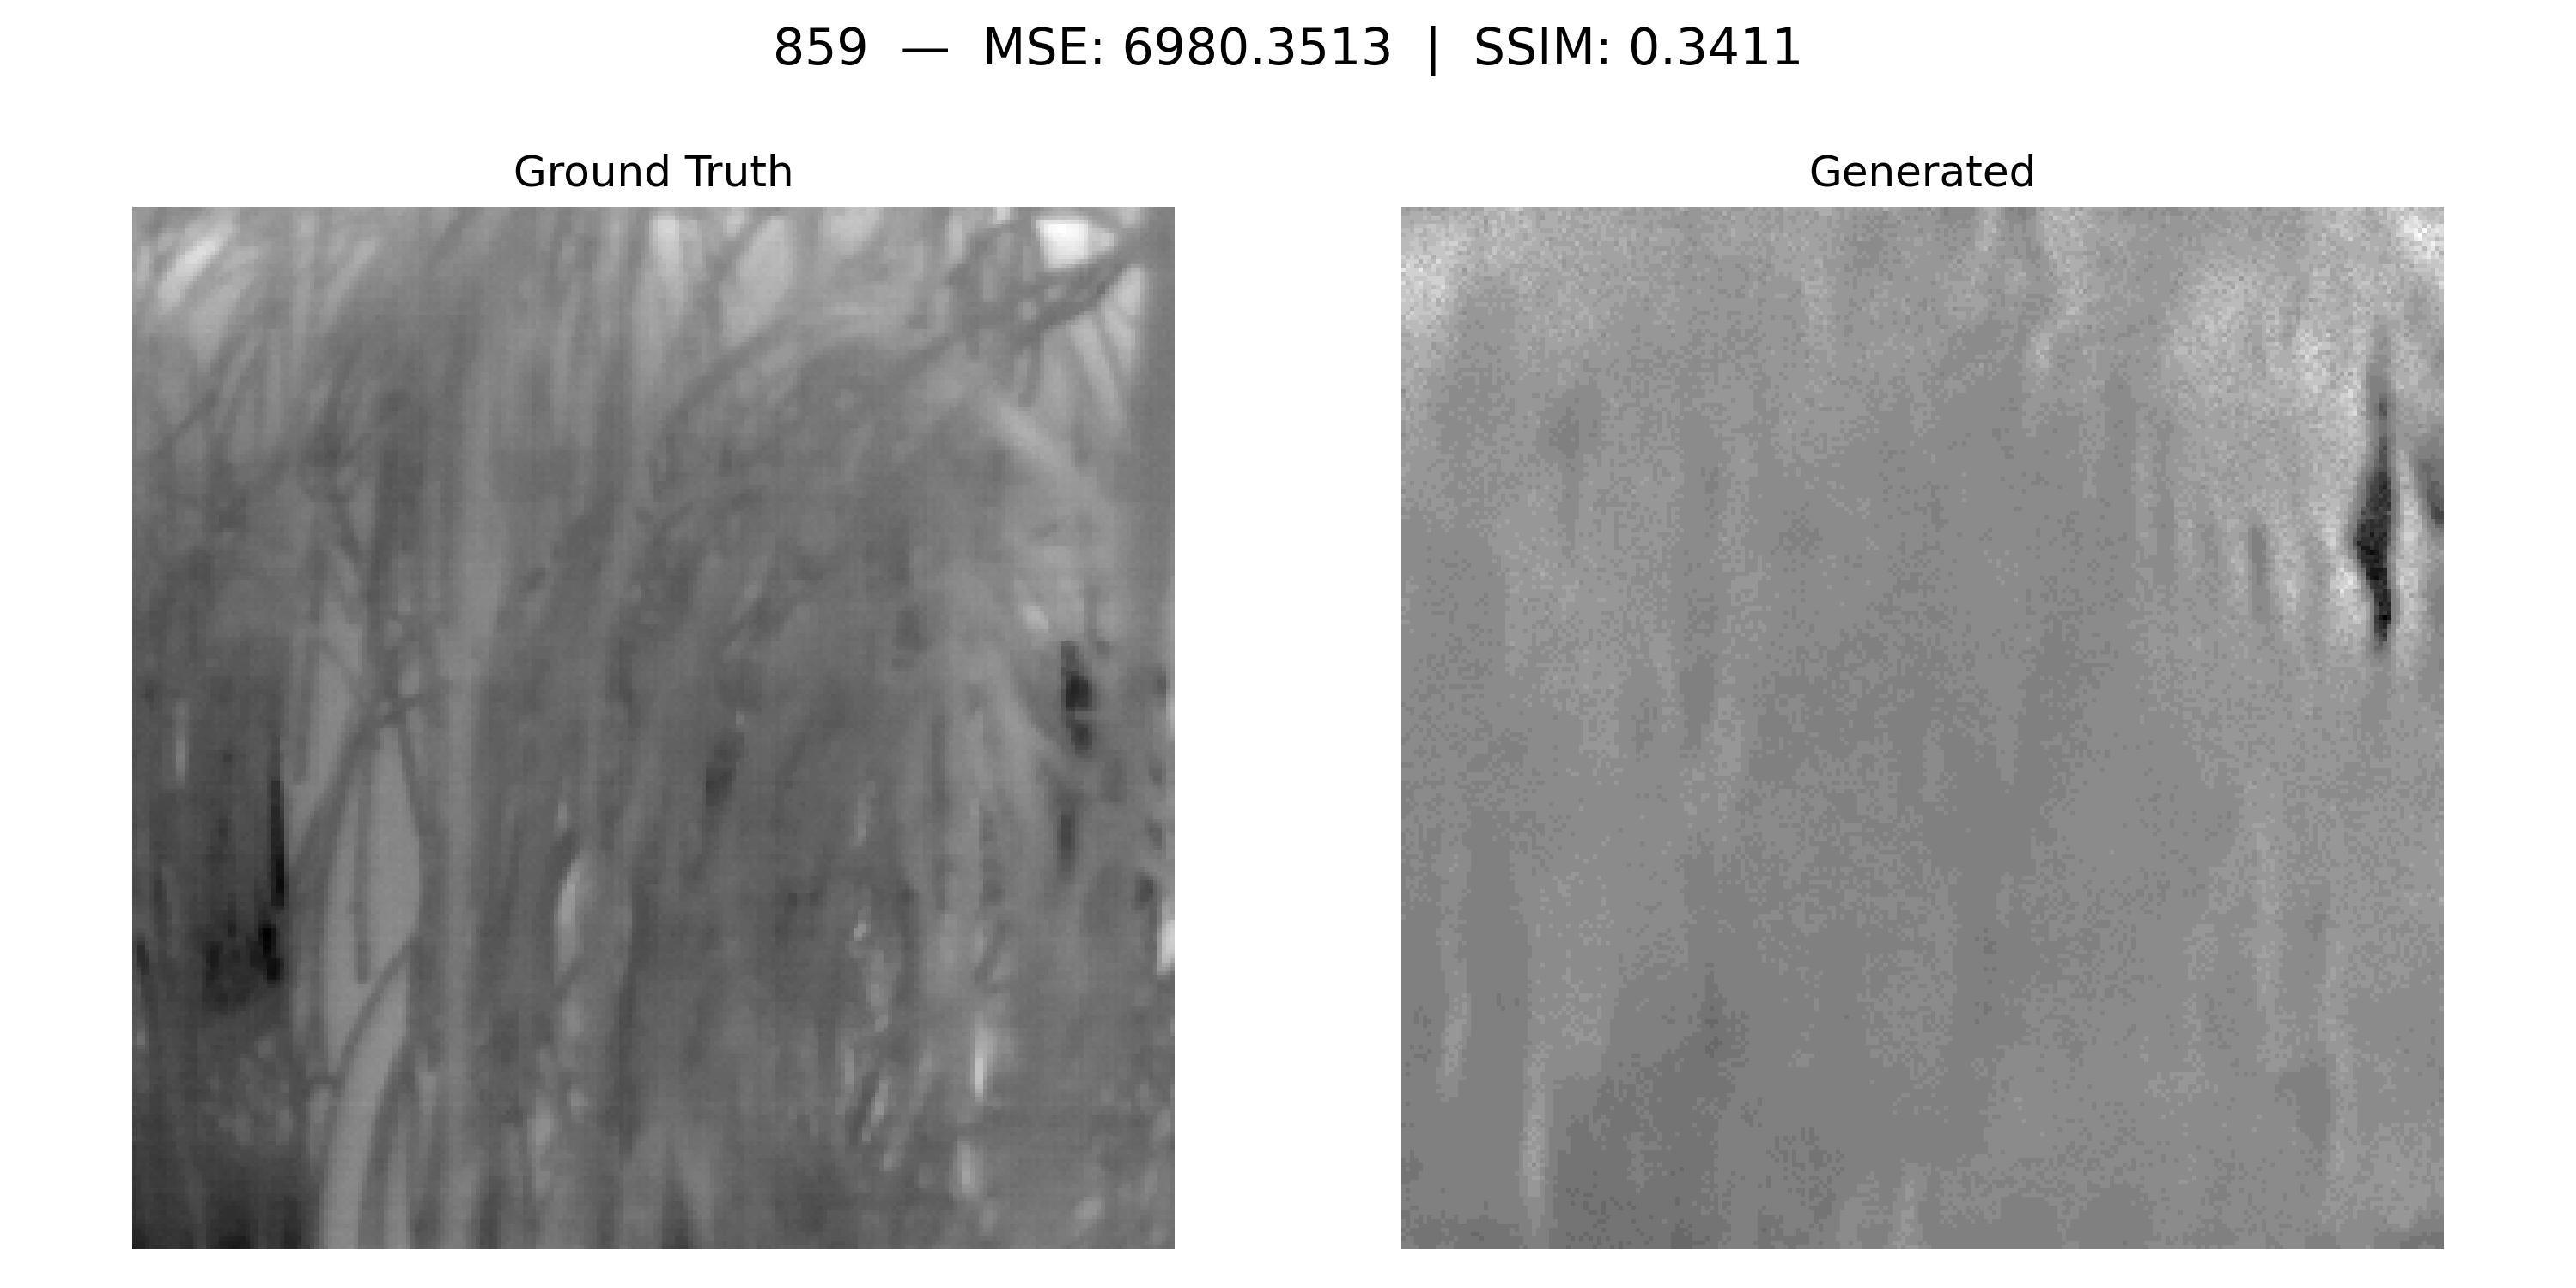 859 — MSE: 6980.3513 | SSIM: 0.3411
Ground Truth
Generated